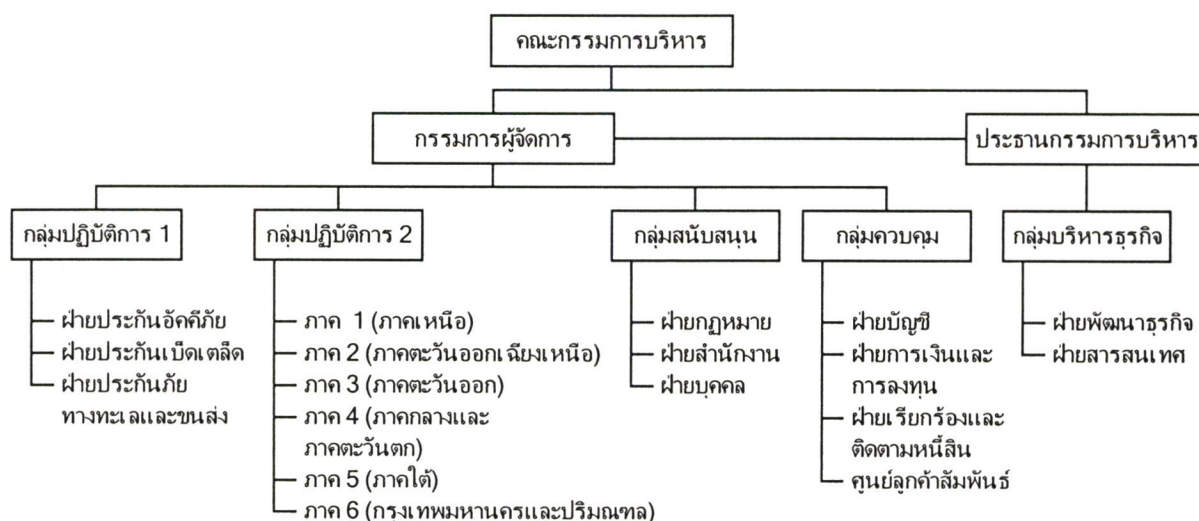 คณะกรรมการบริหาร
กรรมการผู้จัดการ
ประธานกรรมการบริหาร
กลุ่มปฏิบัติการ 1
ฝ่ายประกันอัคคีภัย
ฝ่ายประกันเบ็ดเตล็ด
ฝ่ายประกันภัย
ทางทะเลและขนส่ง
กลุ่มปฏิบัติการ 2
ภาค 1 (ภาคเหนือ)
ภาค 2 (ภาคตะวันออกเฉียงเหนือ)
ภาค 3 (ภาคตะวันออก)
ภาค 4 (ภาคกลางและ
ภาคตะวันตก)
ภาค 5 (ภาคใต้)
ภาค 6 (กรุงเทพมหานครและปริมณฑล)
กลุ่มสนับสนุน
ฝ่ายกฎหมาย
ฝ่ายสำนักงาน
ฝ่ายบุคคล
กลุ่มควบคุม
ฝ่ายบัญชี
ฝ่ายการเงินและ
การลงทุน
ฝ่ายเรียกร้องและ
ติดตามหนี้สิน
ศูนย์ลูกค้าสัมพันธ์
กลุ่มบริหารธุรกิจ
ฝ่ายพัฒนาธุรกิจ
ฝ่ายสารสนเทศ